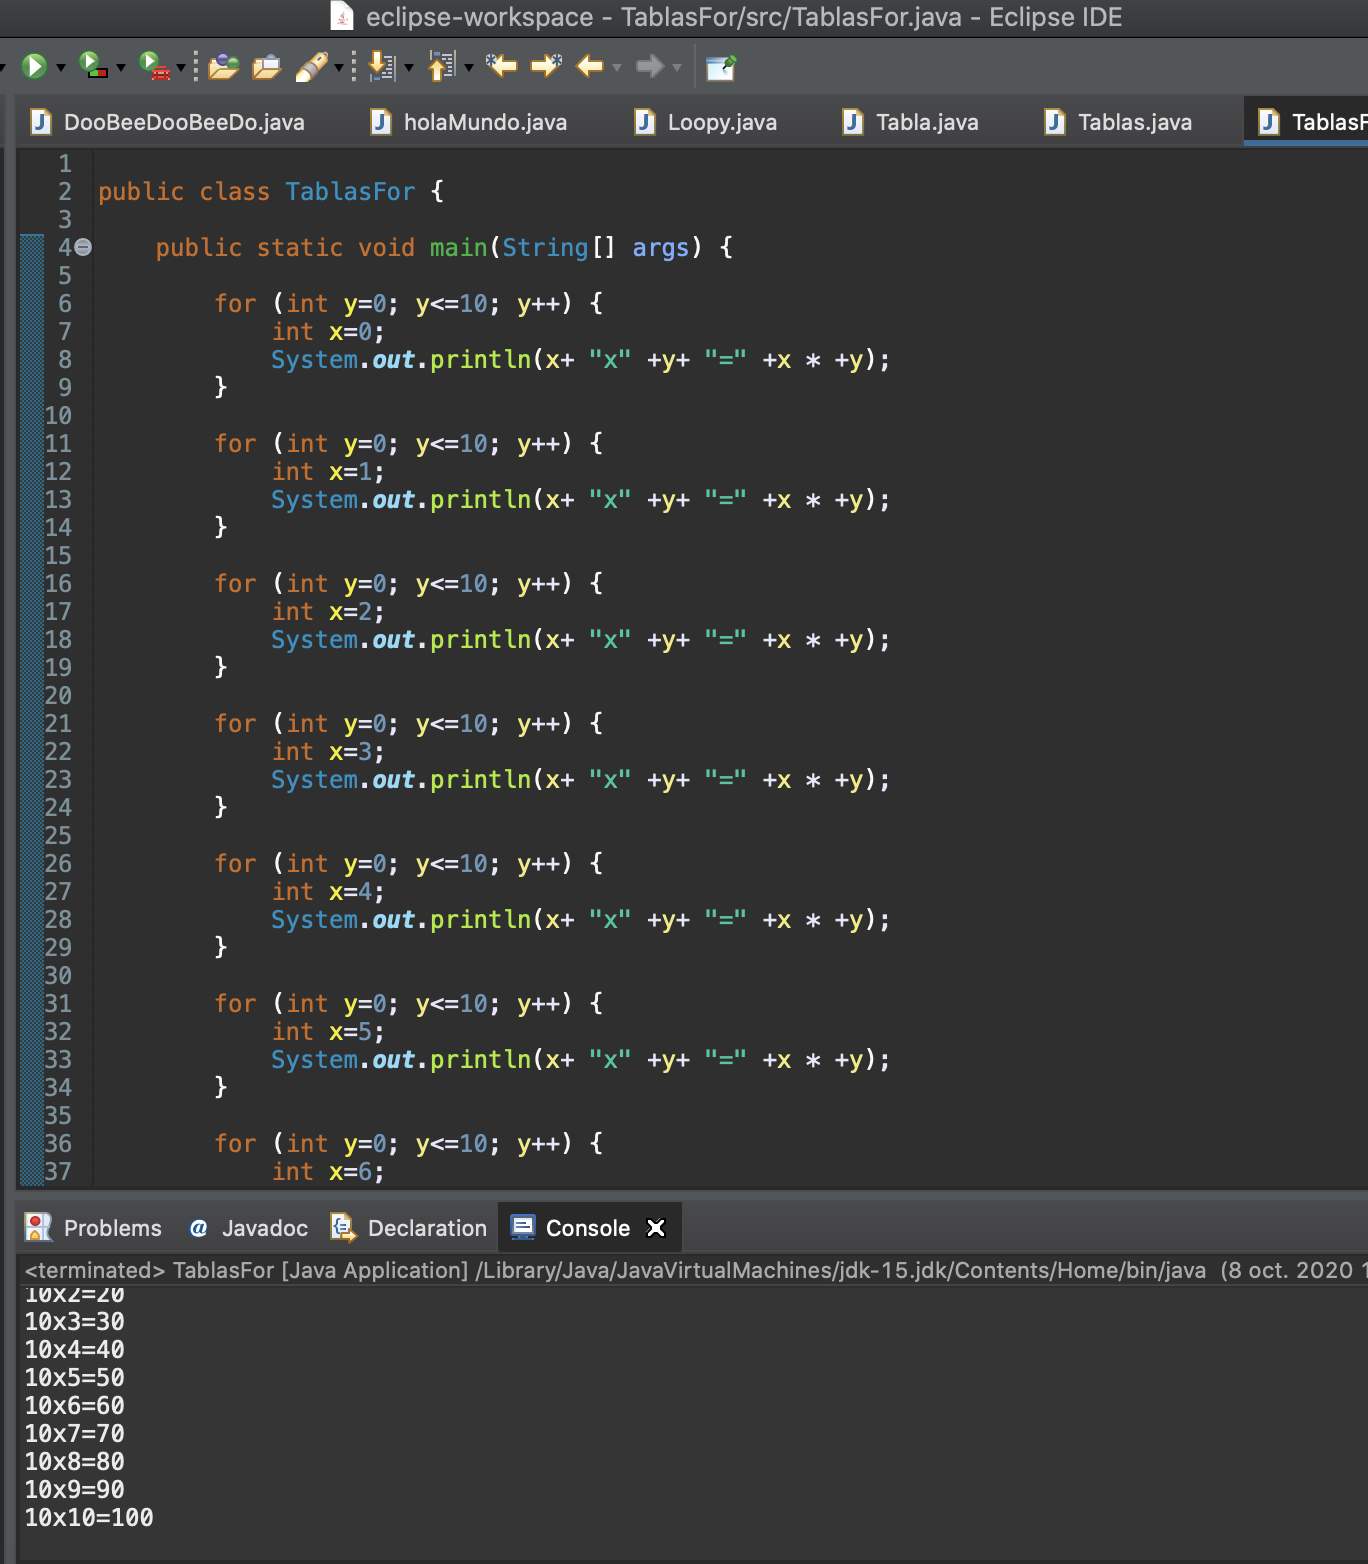 eclipse-workspace - TablasFor/src/TablasFor.java - Eclipse IDE
DooBeeDooBeeDo.java holaMundo.java Loopy.java Tabla.java Tablas.java TablasF
1
2 public class TablasFor {
3
4 public static void main(String[] args) {
5
6 for (int y=0; y<=10; y++) {
7 int x=0;
8 System.out.println(x+ "x" +y+ "=" +x * +y);
9 }
10
11 for (int y=0; y<=10; y++) {
12 int x=1;
13 System.out.println(x+ "x" +y+ "=" +x * +y);
14 }
15
16 for (int y=0; y<=10; y++) {
17 int x=2;
18 System.out.println(x+ "x" +y+ "=" +x * +y);
19 }
20
21 for (int y=0; y<=10; y++) {
22 int x=3;
23 System.out.println(x+ "x" +y+ "=" +x * +y);
24 }
25
26 for (int y=0; y<=10; y++) {
27 int x=4;
28 System.out.println(x+ "x" +y+ "=" +x * +y);
29 }
30
31 for (int y=0; y<=10; y++) {
32 int x=5;
33 System.out.println(x+ "x" +y+ "=" +x * +y);
34 }
35
36 for (int y=0; y<=10; y++) {
37 int x=6;
Problems Javadoc Declaration Console
<terminated> TablasFor [Java Application] /Library/Java/JavaVirtualMachines/jdk-15.jdk/Contents/Home/bin/java (8 oct. 2020 1
10x2=20
10x3=30
10x4=40
10x5=50
10x6=60
10x7=70
10x8=80
10x9=90
10x10=100